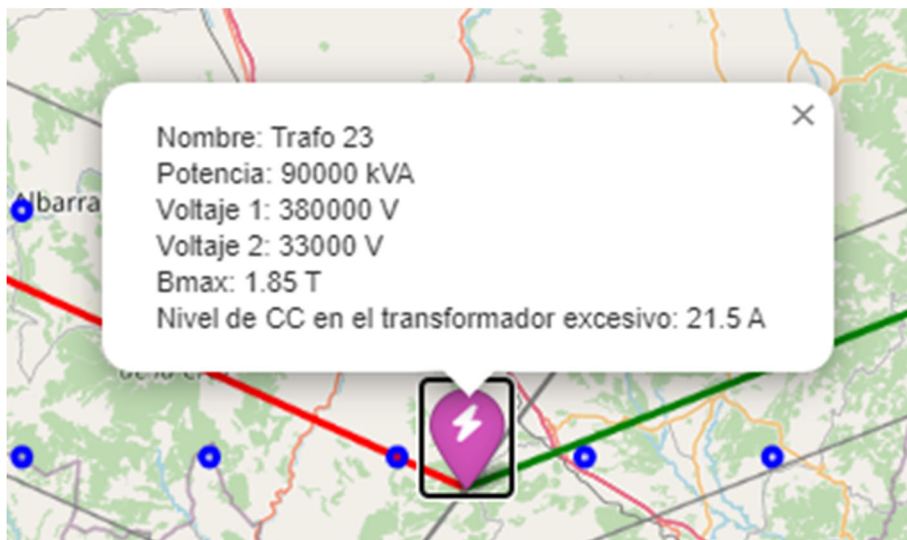 Nombre: Trafo 23
Potencia: 90000 kVA
Voltaje 1: 380000 V
Voltaje 2: 33000 V
Bmax: 1.85 T
Nivel de CC en el transformador excesivo: 21.5 A